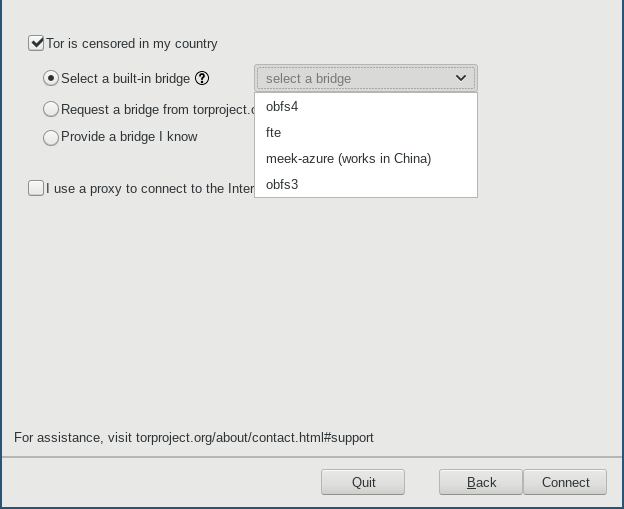 Tor is censored in my country
Select a built-in bridge ?
select a bridge
obfs4
Request a bridge from torproject.
fte
Provide a bridge I know
meek-azure (works in China)
obfs3
I use a proxy to connect to the Inter
For assistance, visit torproject.org/about/contact.html#support
Quit
Back
Connect